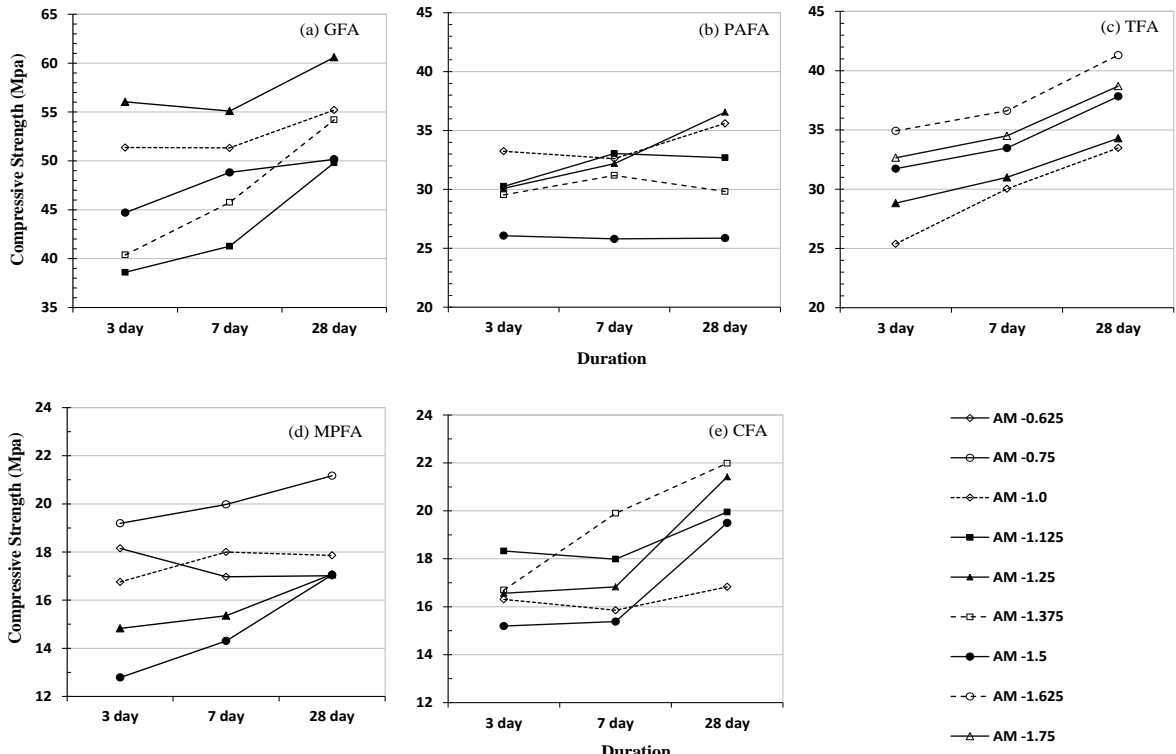 (a) GFA
65
60
55
50
45
40
35
Compressive Strength (Mpa)
3 day 7 day 28 day
(b) PAFA
45
40
35
30
25
20
3 day 7 day 28 day
Duration
(c) TFA
45
40
35
30
25
20
3 day 7 day 28 day
(d) MPFA
24
22
20
18
16
14
12
Compressive Strength (Mpa)
3 day 7 day 28 day
(e) CFA
24
22
20
18
16
14
12
3 day 7 day 28 day
Duration
AM -0.625
AM -0.75
AM -1.0
AM -1.125
AM -1.25
AM -1.375
AM -1.5
AM -1.625
AM -1.75